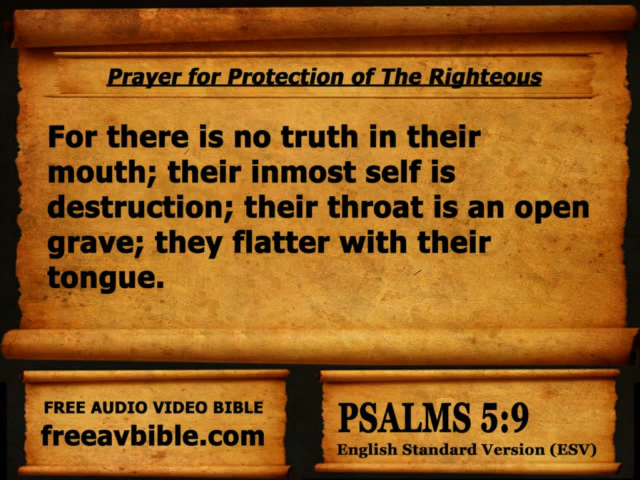 Prayer for Protection of The Righteous
For there is no truth in their
mouth; their inmost self is
destruction; their throat is an open
grave; they flatter with their
tongue.
FREE AUDIO VIDEO BIBLE
freeavbible.com
PSALMS 5:9
English Standard Version (ESV)